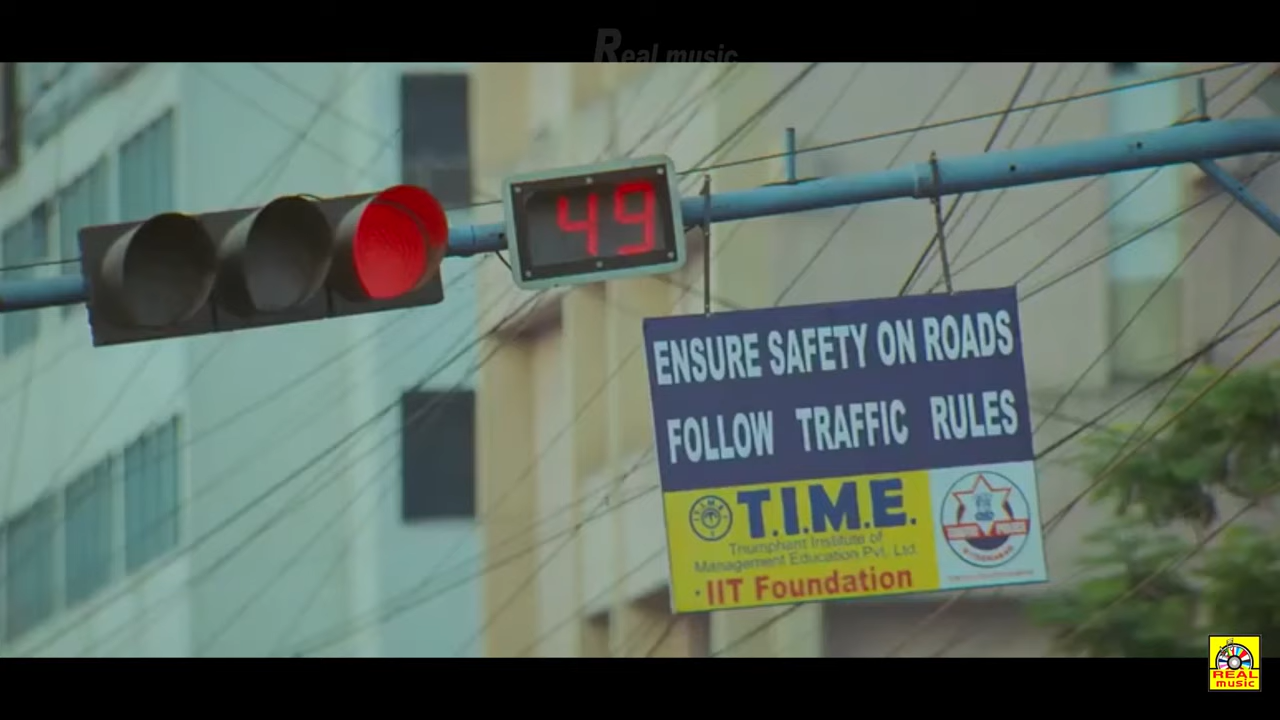 Real music
49
ENSURE SAFETY ON ROADS
FOLLOW TRAFFIC RULES
T.I.M.E.
Triumphant Institute of
Management Education Pvt. Ltd.
· IIT Foundation
REAL
music